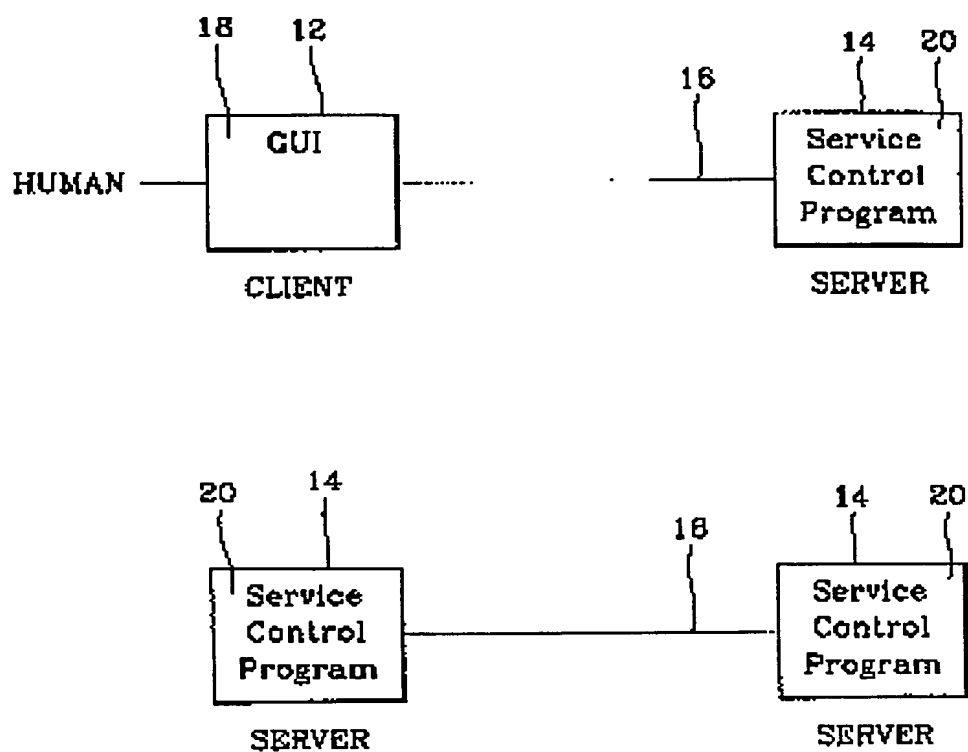 18 12 14 20
16
GUI
HUMAN
Service
Control
Program
CLIENT
SERVER
20 14 14 20
16
Service
Control
Program
Service
Control
Program
SERVER
SERVER